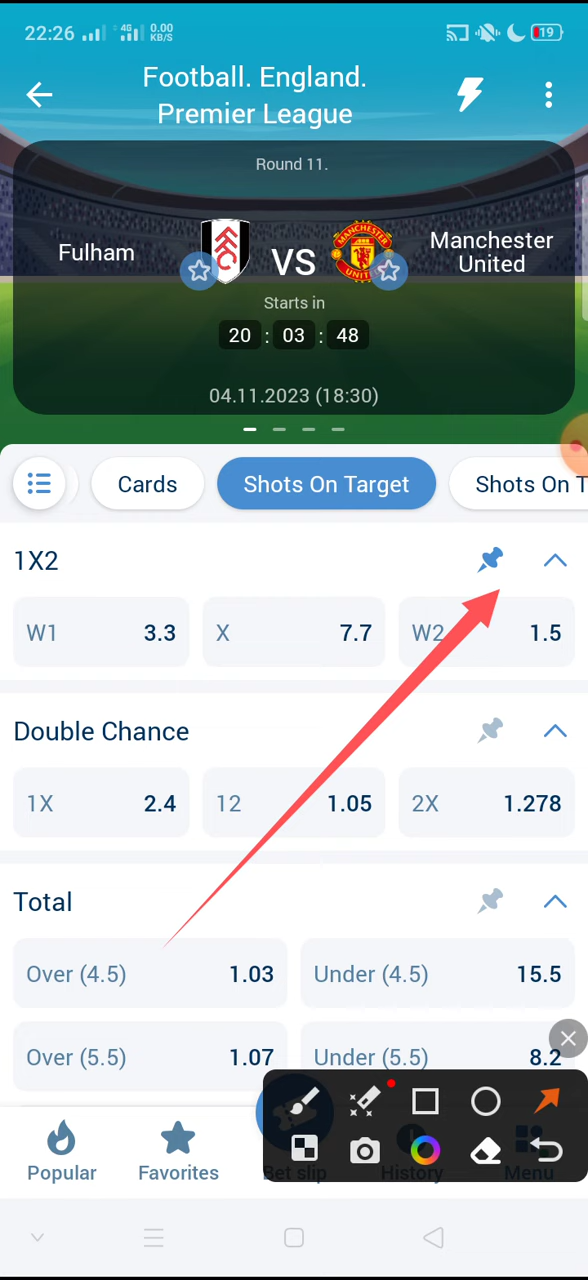 22:26 4G 0.00 KB/S 19
Football. England.
Premier League
Round 11.
Fulham VS Manchester United
MANCHESTER UNITED
Starts in
20 : 03 : 48
04.11.2023 (18:30)
Cards Shots On Target Shots On T
1X2
W1 3.3 X 7.7 W2 1.5
Double Chance
1X 2.4 12 1.05 2X 1.278
Total
Over (4.5) 1.03 Under (4.5) 15.5
Over (5.5) 1.07 Under (5.5) 8.2
Popular Favorites Bet slip History Menu